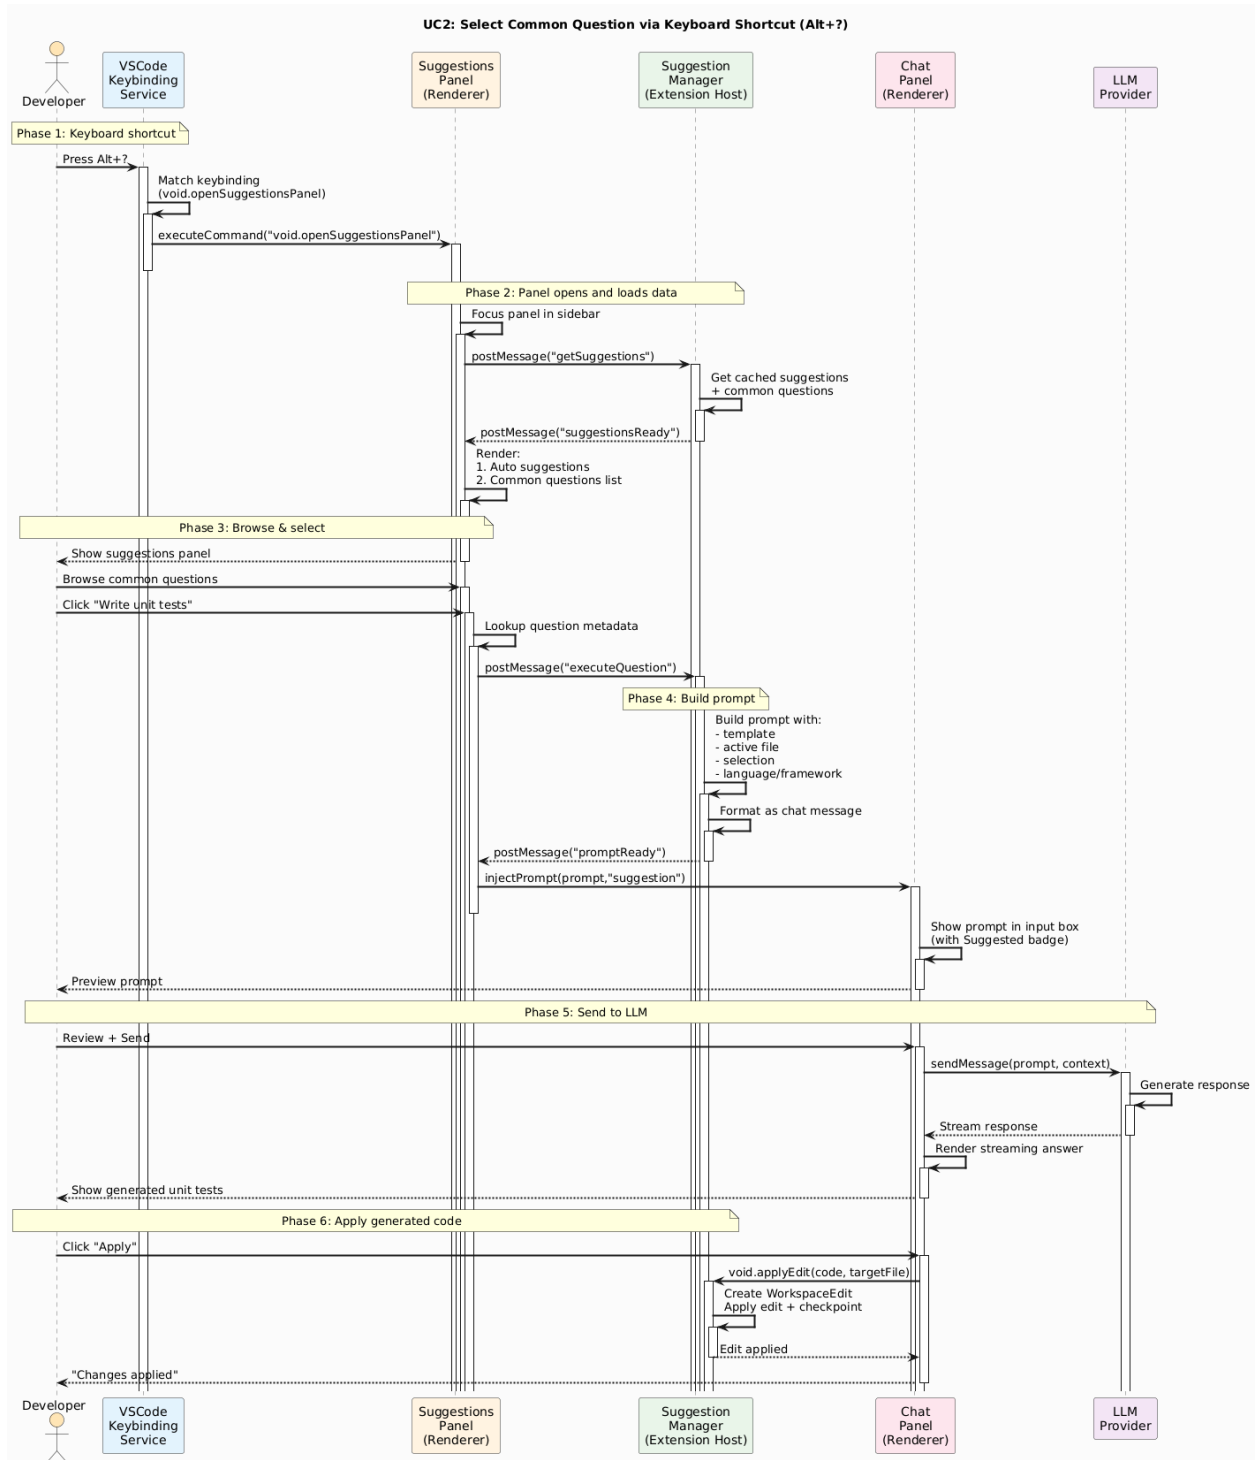 UC2: Select Common Question via Keyboard Shortcut (Alt+?)
Developer
VSCode
Keybinding
Service
Suggestions
Panel
(Renderer)
Suggestion
Manager
(Extension Host)
Chat
Panel
(Renderer)
LLM
Provider
Phase 1: Keyboard shortcut
Press Alt+?
Match keybinding
(void.openSuggestionsPanel)
executeCommand("void.openSuggestionsPanel")
Phase 2: Panel opens and loads data
Focus panel in sidebar
postMessage("getSuggestions")
Get cached suggestions
+ common questions
postMessage("suggestionsReady")
Render:
1. Auto suggestions
2. Common questions list
Phase 3: Browse & select
Show suggestions panel
Browse common questions
Click "Write unit tests"
Lookup question metadata
postMessage("executeQuestion")
Phase 4: Build prompt
Build prompt with:
- template
- active file
- selection
- language/framework
Format as chat message
postMessage("promptReady")
injectPrompt(prompt,"suggestion")
Show prompt in input box
(with Suggested badge)
Preview prompt
Phase 5: Send to LLM
Review + Send
sendMessage(prompt, context)
Generate response
Stream response
Render streaming answer
Show generated unit tests
Phase 6: Apply generated code
Click "Apply"
void.applyEdit(code, targetFile)
Create WorkspaceEdit
Apply edit + checkpoint
Edit applied
"Changes applied"
Developer
VSCode
Keybinding
Service
Suggestions
Panel
(Renderer)
Suggestion
Manager
(Extension Host)
Chat
Panel
(Renderer)
LLM
Provider